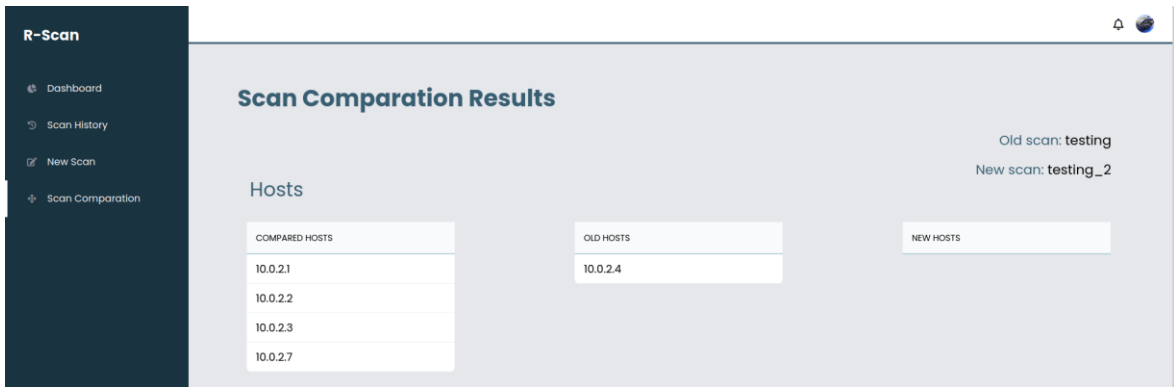 R-Scan
Dashboard
Scan History
New Scan
Scan Comparation
Scan Comparation Results
Old scan: testing
New scan: testing_2
Hosts
COMPARED HOSTS
10.0.2.1
10.0.2.2
10.0.2.3
10.0.2.7
OLD HOSTS
10.0.2.4
NEW HOSTS